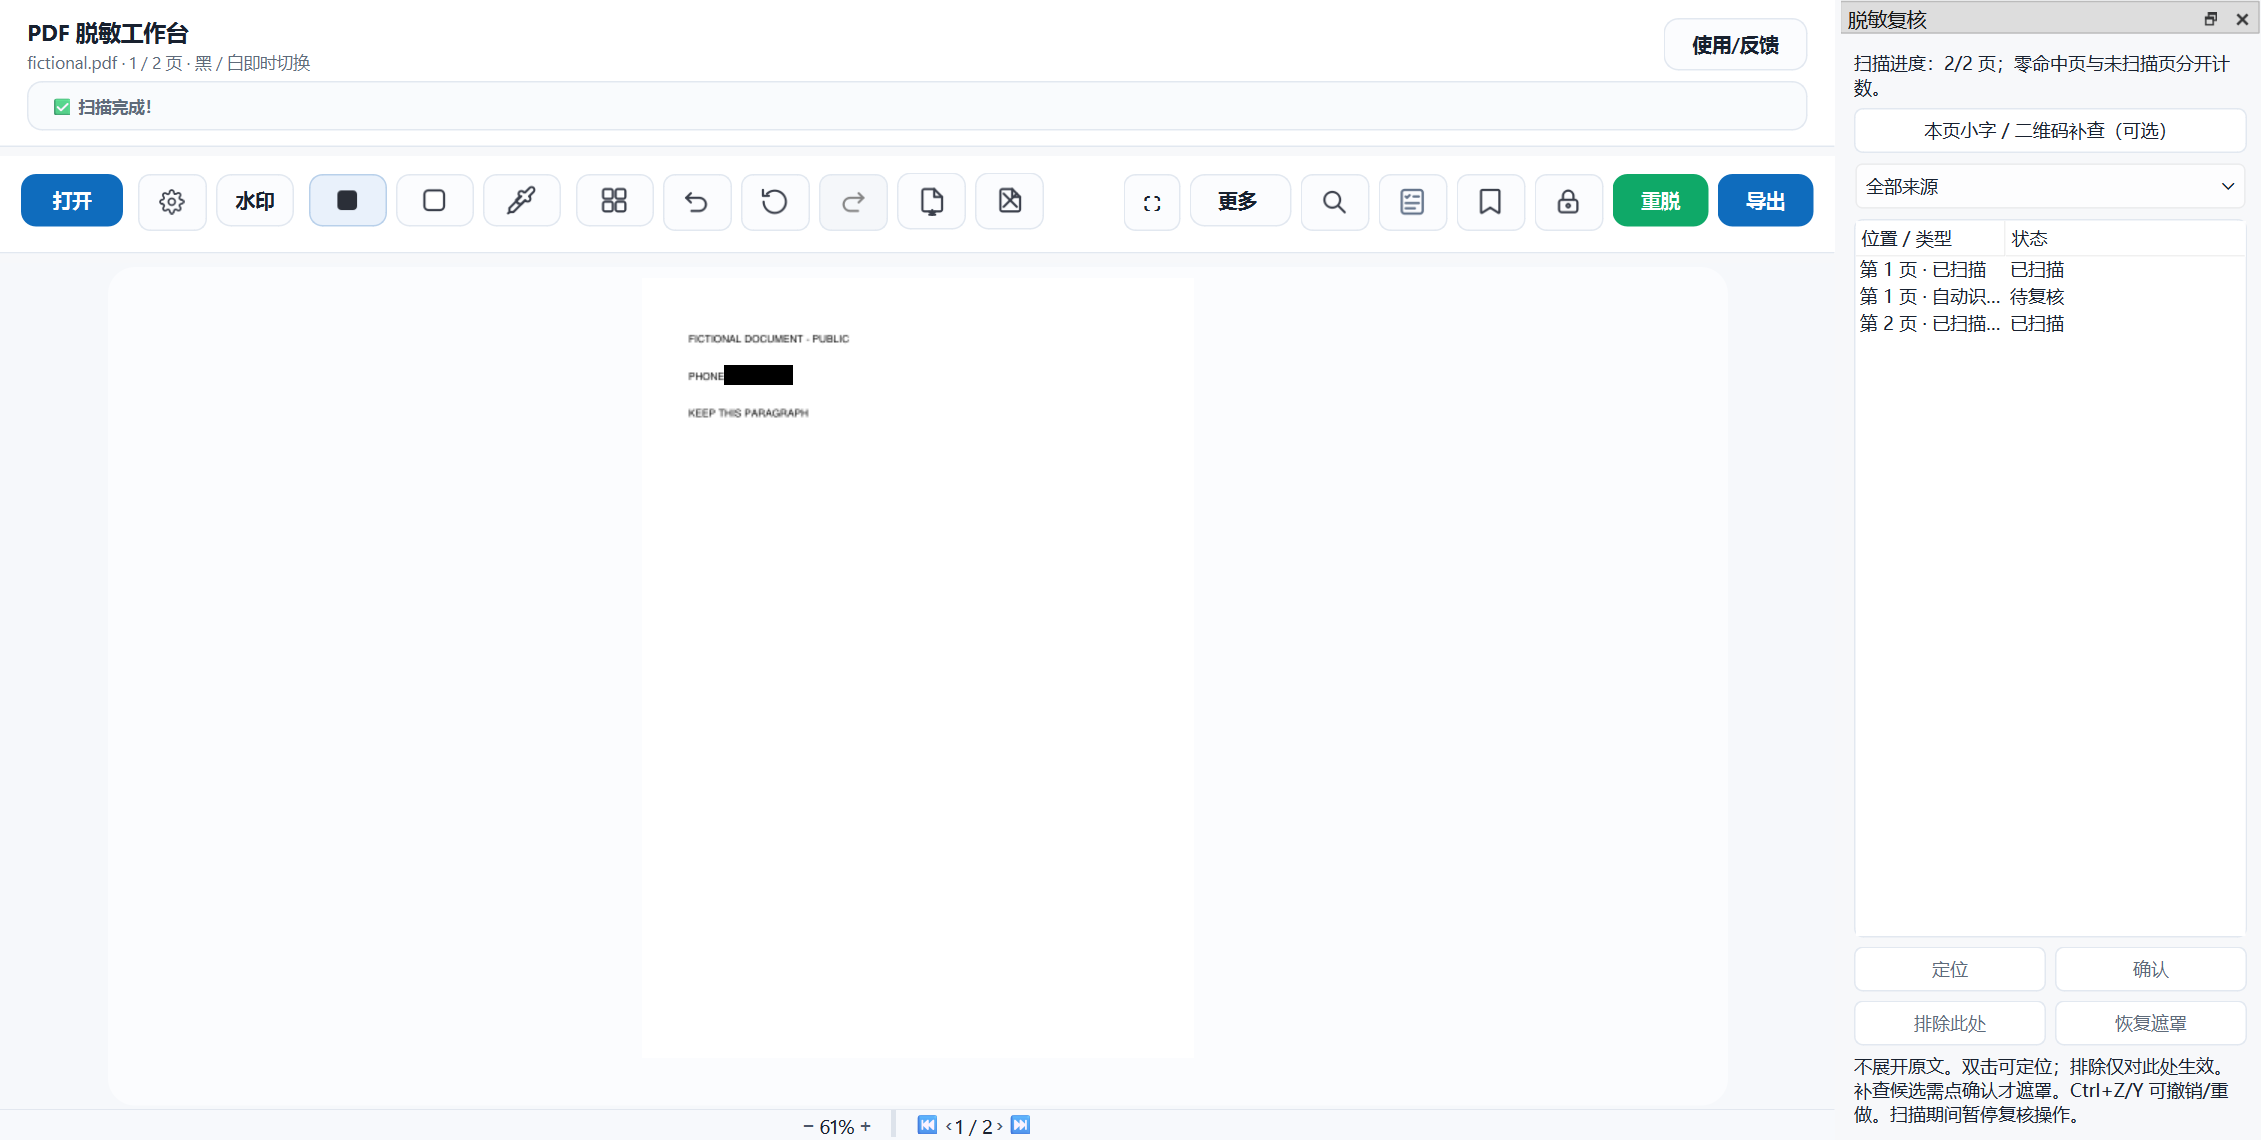 PDF 脱敏工作台
fictional.pdf · 1 / 2 页 · 黑 / 白即时切换
使用/反馈
✅ 扫描完成！
打开
水印
更多
重脱
导出
FICTIONAL DOCUMENT - PUBLIC
PHONE
KEEP THIS PARAGRAPH
− 61% +
⏮ ‹ 1 / 2 › ⏭
脱敏复核
扫描进度：2/2 页；零命中页与未扫描页分开计
数。
本页小字 / 二维码补查（可选）
全部来源
位置 / 类型 状态
第 1 页 · 已扫描 已扫描
第 1 页 · 自动识... 待复核
第 2 页 · 已扫描... 已扫描
定位 确认
排除此处 恢复遮罩
不展开原文。双击可定位；排除仅对此处生效。
补查候选需点确认才遮罩。Ctrl+Z/Y 可撤销/重
做。扫描期间暂停复核操作。